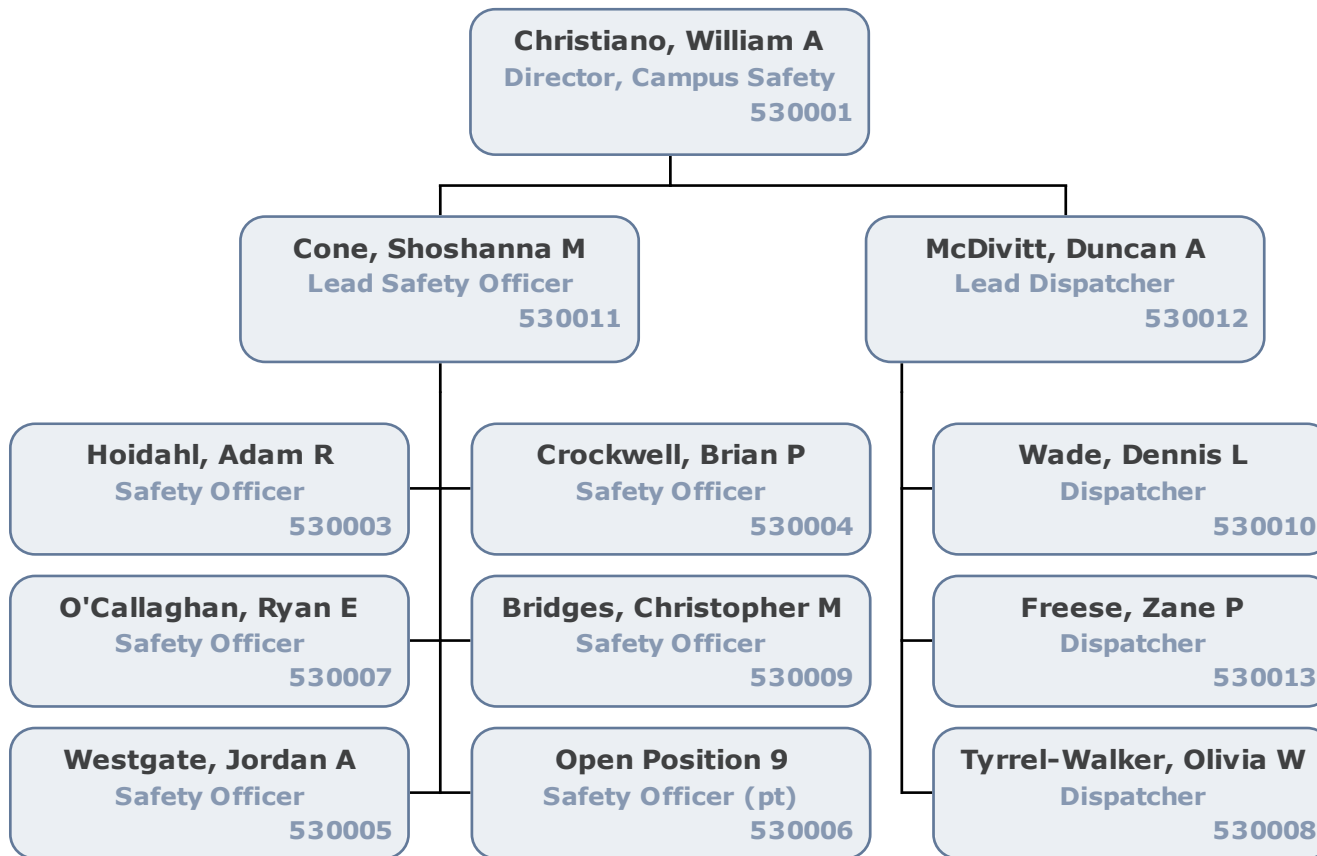 Christiano, William A
Director, Campus Safety
530001
Cone, Shoshanna M
Lead Safety Officer
530011
McDivitt, Duncan A
Lead Dispatcher
530012
Hoidahl, Adam R
Safety Officer
530003
Crockwell, Brian P
Safety Officer
530004
Wade, Dennis L
Dispatcher
530010
O'Callaghan, Ryan E
Safety Officer
530007
Bridges, Christopher M
Safety Officer
530009
Freese, Zane P
Dispatcher
530013
Westgate, Jordan A
Safety Officer
530005
Open Position 9
Safety Officer (pt)
530006
Tyrrel-Walker, Olivia W
Dispatcher
530008